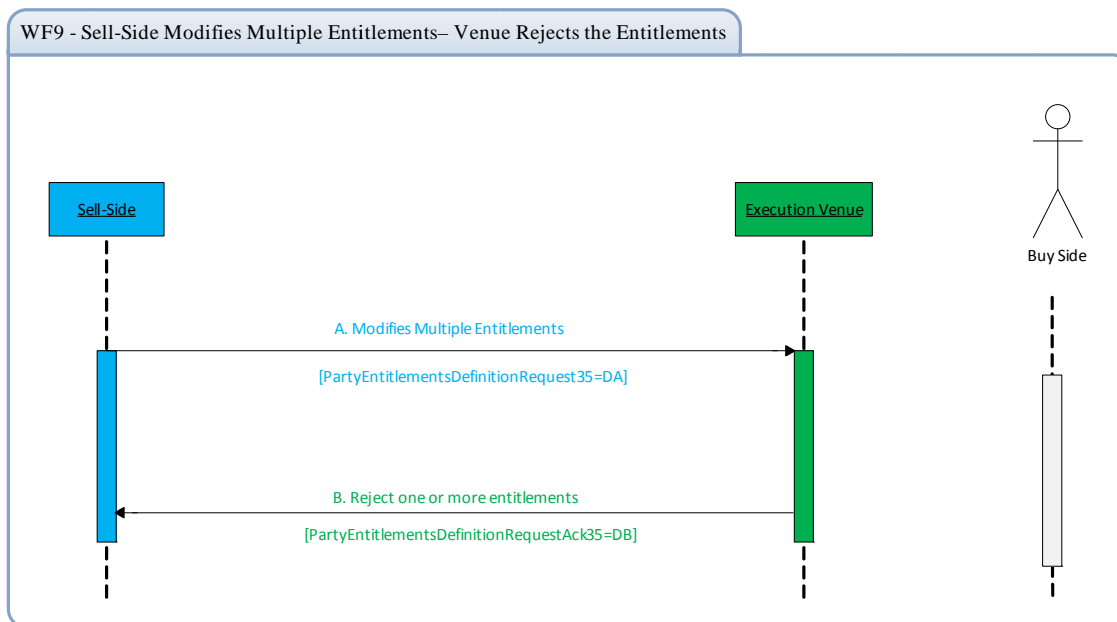 WF9 - Sell-Side Modifies Multiple Entitlements– Venue Rejects the Entitlements
Sell-Side
Execution Venue
Buy Side
A. Modifies Multiple Entitlements
[PartyEntitlementsDefinitionRequest35=DA]
B. Reject one or more entitlements
[PartyEntitlementsDefinitionRequestAck35=DB]